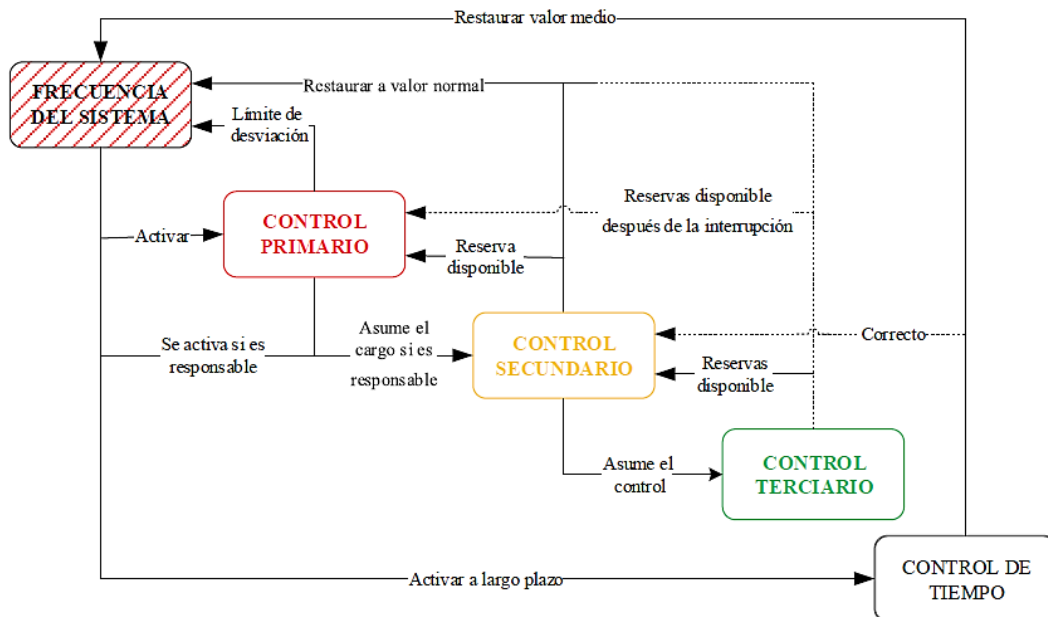 Restaurar valor medio
FRECUENCIA
DEL SISTEMA
Restaurar a valor normal
Límite de
desviación
Reservas disponible
después de la interrupción
CONTROL
PRIMARIO
Activar
Reserva
disponible
Se activa si es
responsable
Asume el
cargo si es
responsable
CONTROL
SECUNDARIO
Correcto
Reservas
disponible
Asume el
control
CONTROL
TERCIARIO
Activar a largo plazo
CONTROL DE
TIEMPO